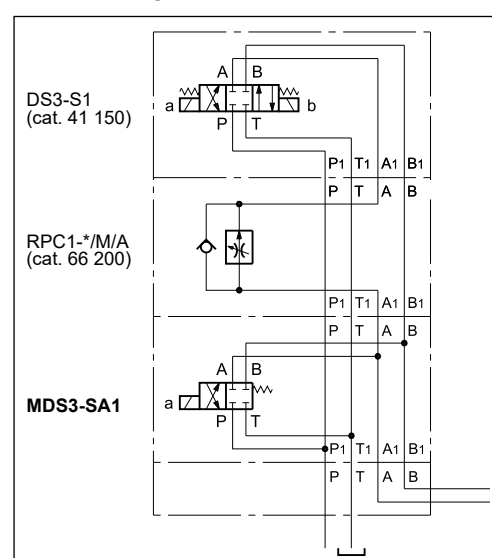 A B
DS3-S1
(cat. 41 150)
a b
P T
P1 T1 A1 B1
P T A B
RPC1-*/M/A
(cat. 66 200)
P1 T1 A1 B1
P T A B
A B
MDS3-SA1
a
P T
P1 T1 A1 B1
P T A B